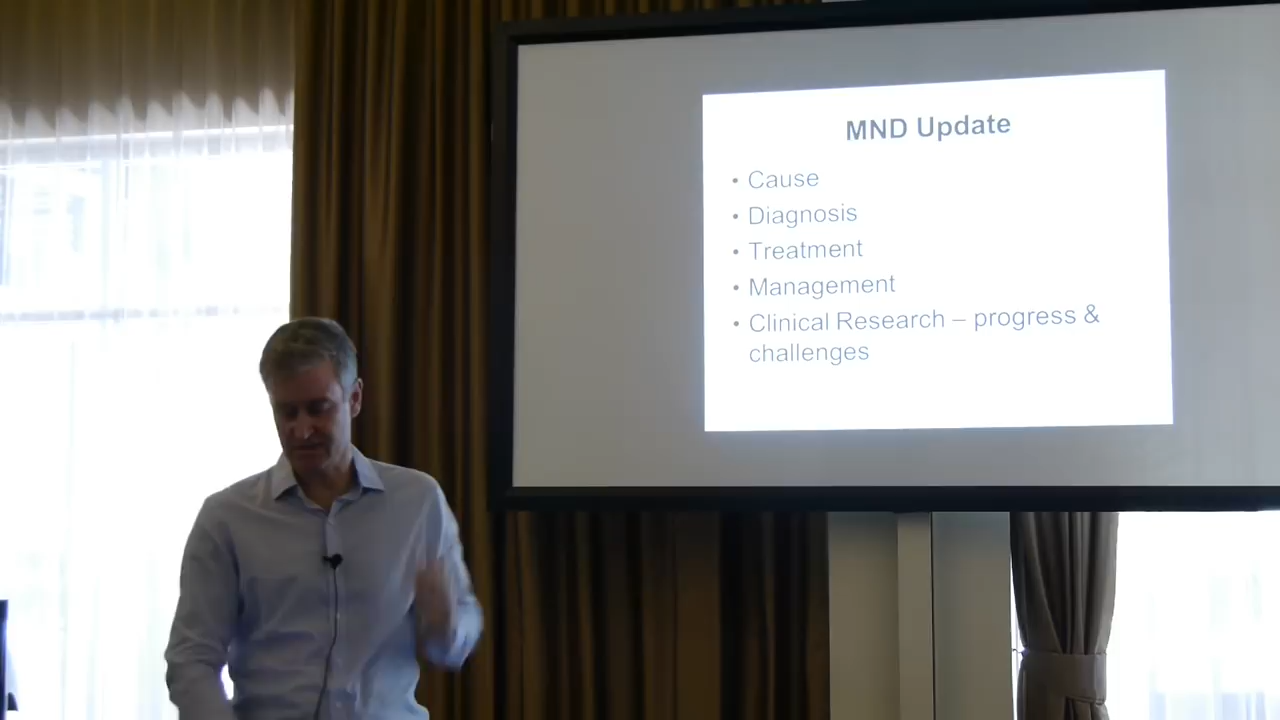 MND Update
• Cause
• Diagnosis
• Treatment
• Management
• Clinical Research – progress &
challenges